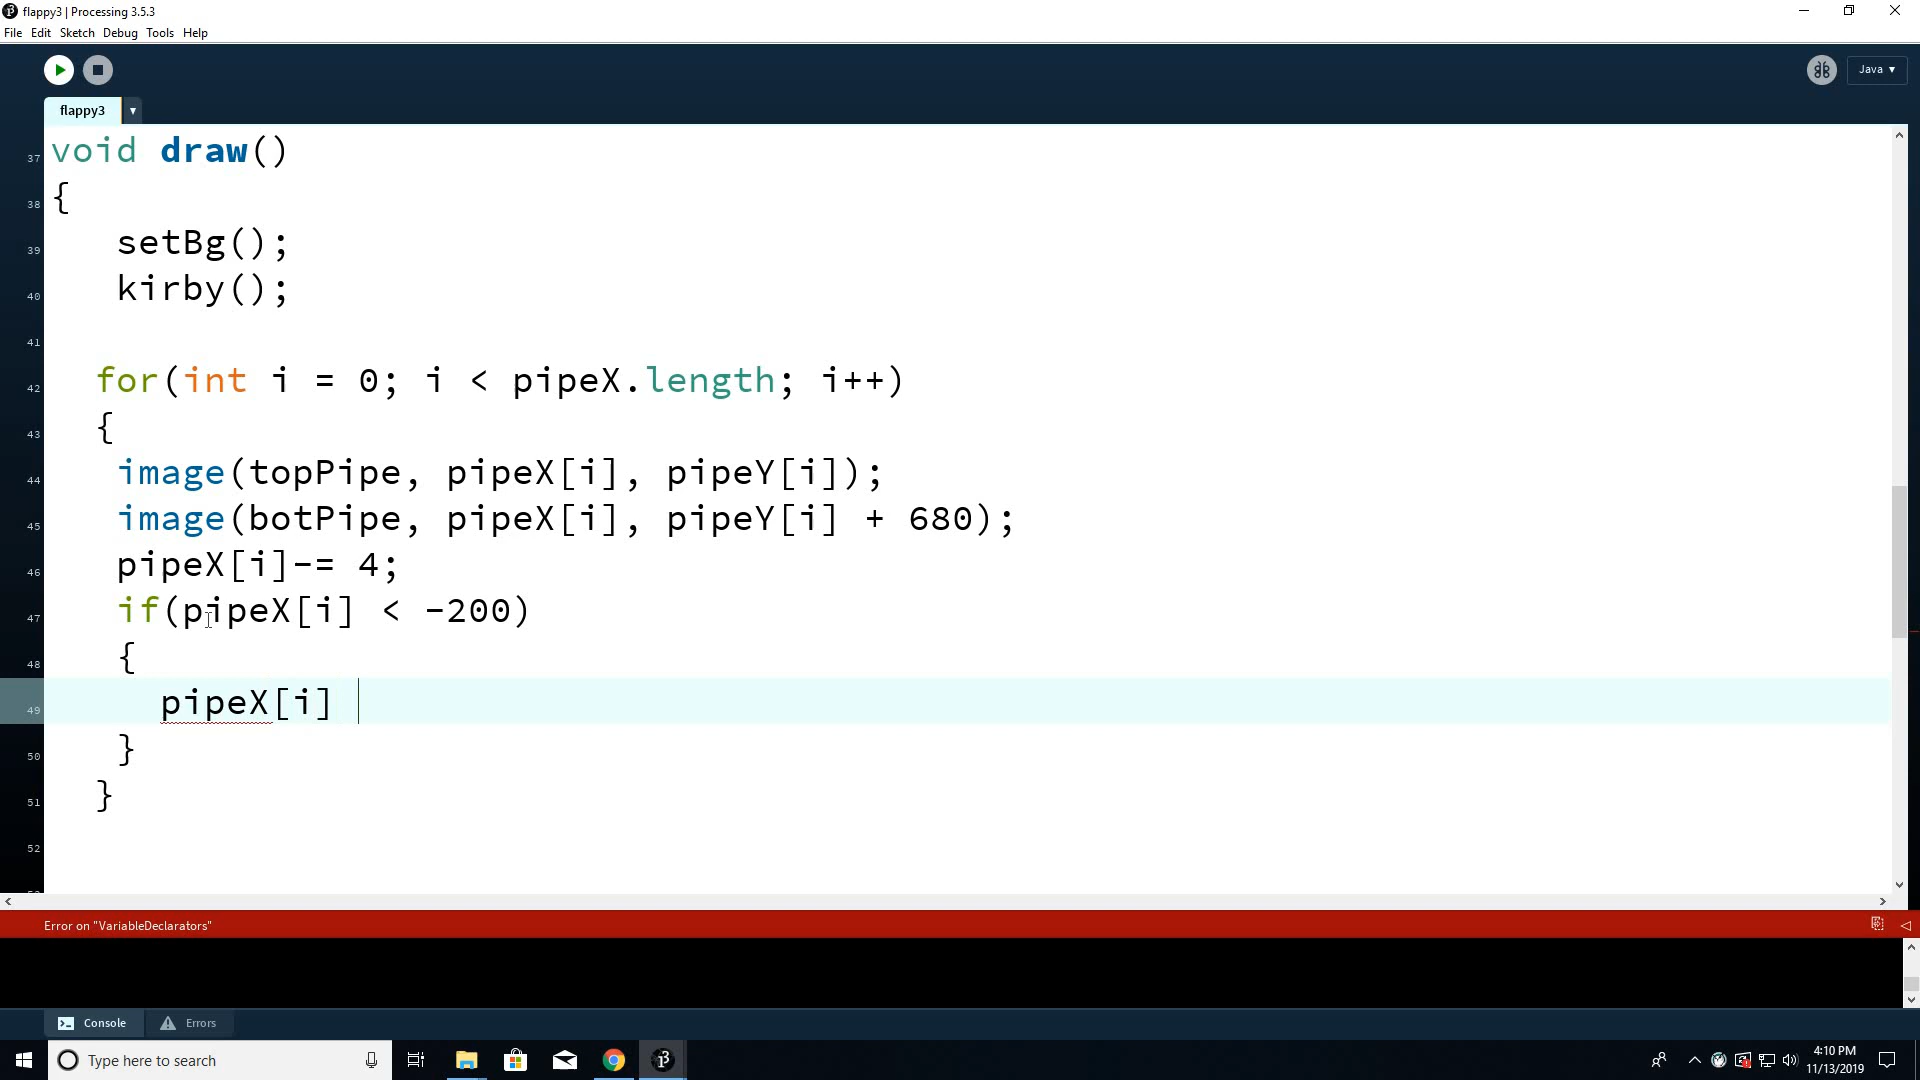 flappy3 | Processing 3.5.3
File Edit Sketch Debug Tools Help
Java ▾
flappy3 ▾
37 void draw()
38 {
39 setBg();
40 kirby();
41
42 for(int i = 0; i < pipeX.length; i++)
43 {
44 image(topPipe, pipeX[i], pipeY[i]);
45 image(botPipe, pipeX[i], pipeY[i] + 680);
46 pipeX[i]-= 4;
47 if(pipeX[i] < -200)
48 {
49 pipeX[i]
50 }
51 }
52
Error on "VariableDeclarators"
Console Errors
Type here to search
4:10 PM
11/13/2019